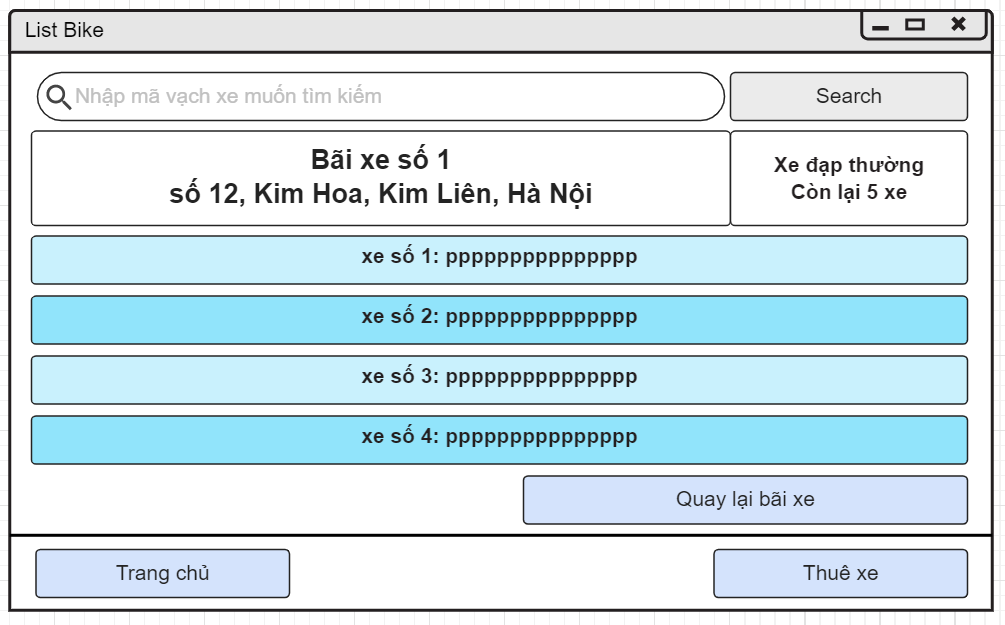 List Bike
Nhập mã vạch xe muốn tìm kiếm
Search
Bãi xe số 1
số 12, Kim Hoa, Kim Liên, Hà Nội
Xe đạp thường
Còn lại 5 xe
xe số 1: ppppppppppppppp
xe số 2: ppppppppppppppp
xe số 3: ppppppppppppppp
xe số 4: ppppppppppppppp
Quay lại bãi xe
Trang chủ
Thuê xe